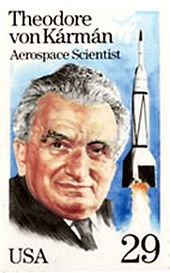 Theodore
von Kármán
Aerospace Scientist
USA 29